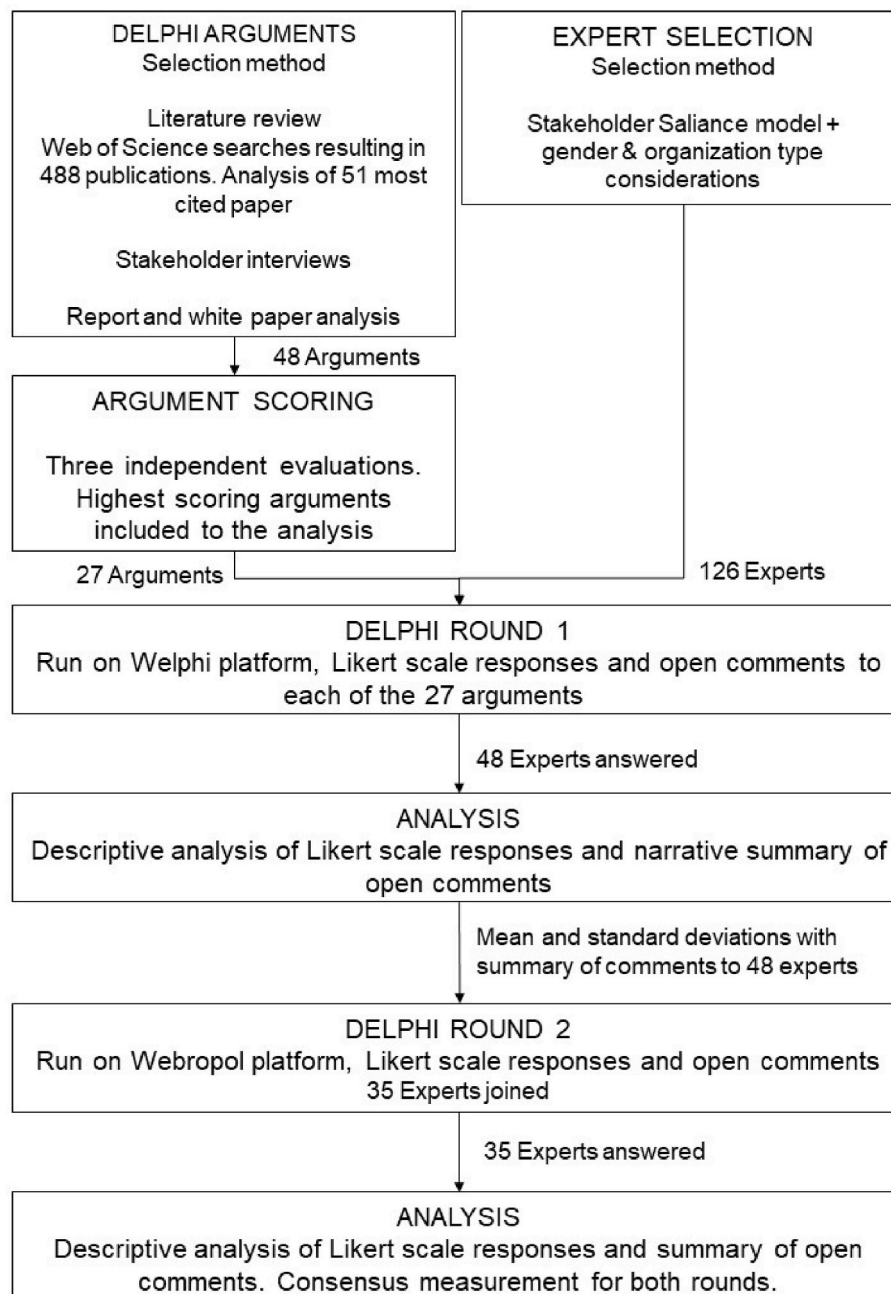 DELPHI ARGUMENTS
Selection method
Literature review
Web of Science searches resulting in
488 publications. Analysis of 51 most
cited paper
Stakeholder interviews
Report and white paper analysis
EXPERT SELECTION
Selection method
Stakeholder Saliance model +
gender & organization type
considerations
48 Arguments
ARGUMENT SCORING
Three independent evaluations.
Highest scoring arguments
included to the analysis
27 Arguments
126 Experts
DELPHI ROUND 1
Run on Welphi platform, Likert scale responses and open comments to
each of the 27 arguments
48 Experts answered
ANALYSIS
Descriptive analysis of Likert scale responses and narrative summary of
open comments
Mean and standard deviations with
summary of comments to 48 experts
DELPHI ROUND 2
Run on Webropol platform, Likert scale responses and open comments
35 Experts joined
35 Experts answered
ANALYSIS
Descriptive analysis of Likert scale responses and summary of open
comments. Consensus measurement for both rounds.